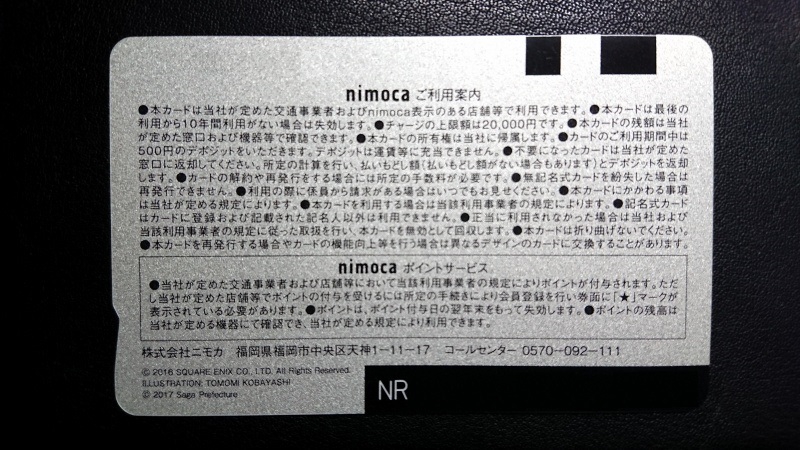 nimoca ご利用案内
●本カードは当社が定めた交通事業者およびnimoca表示のある店舗等で利用できます。●本カードは最後の
利用から10年間利用がない場合は失効します。●チャージの上限額は20,000円です。●本カードの残額は当社
が定めた窓口および機器等で確認できます。●本カードの所有権は当社に帰属します。●カードのご利用期間中は
500円のデポジットをいただきます。デポジットは運賃等に充当できません。●不要になったカードは当社が定めた
窓口に返却してください。所定の計算を行い、払いもどし額(払いもどし額がない場合もあります)とデポジットを返却
します。●カードの解約や再発行をする場合には所定の手数料が必要です。●無記名式カードを紛失した場合は
再発行できません。●利用の際に係員から請求がある場合はいつでもお見せください。●本カードにかかわる事項
は当社が定める規定によります。●本カードを利用する場合は当該利用事業者の規定によります。●記名式カード
はカードに登録および記載された記名人以外は利用できません。●正当に利用されなかった場合は当社および
当該利用事業者の規定に従った取扱を行い、本カードを無効として回収します。●本カードは折り曲げないでください。
●本カードを再発行する場合やカードの機能向上等を行う場合は異なるデザインのカードに交換することがあります。
nimoca ポイントサービス
●当社が定めた交通事業者および店舗等において当該利用事業者の規定によりポイントが付与されます。ただ
し当社が定めた店舗等でポイントの付与を受けるには所定の手続きにより会員登録を行い券面に「★」マークが
表示されている必要があります。●ポイントは、ポイント付与日の翌年末をもって失効します。●ポイントの残高は
当社が定める機器にて確認でき、当社が定める規定により利用できます。
株式会社ニモカ 福岡県福岡市中央区天神1-11-17 コールセンター 0570-092-111
© 2016 SQUARE ENIX CO., LTD. All Rights Reserved.
ILLUSTRATION: TOMOMI KOBAYASHI
© 2017 Saga Prefecture
NR